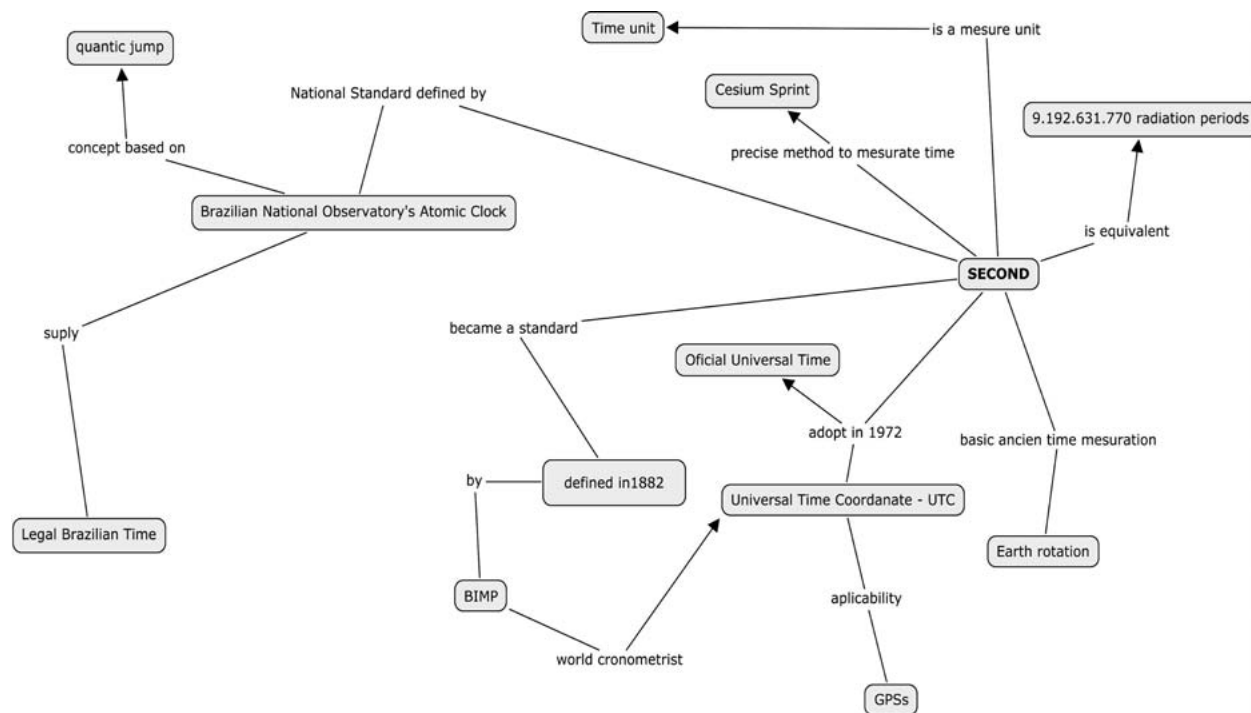 Time unit
is a mesure unit
quantic jump
National Standard defined by
Cesium Sprint
9.192.631.770 radiation periods
concept based on
precise method to mesurate time
Brazilian National Observatory's Atomic Clock
is equivalent
SECOND
suply
became a standard
Oficial Universal Time
adopt in 1972
basic ancien time mesuration
by
defined in1882
Universal Time Coordanate - UTC
Legal Brazilian Time
Earth rotation
BIMP
aplicability
world cronometrist
GPSs